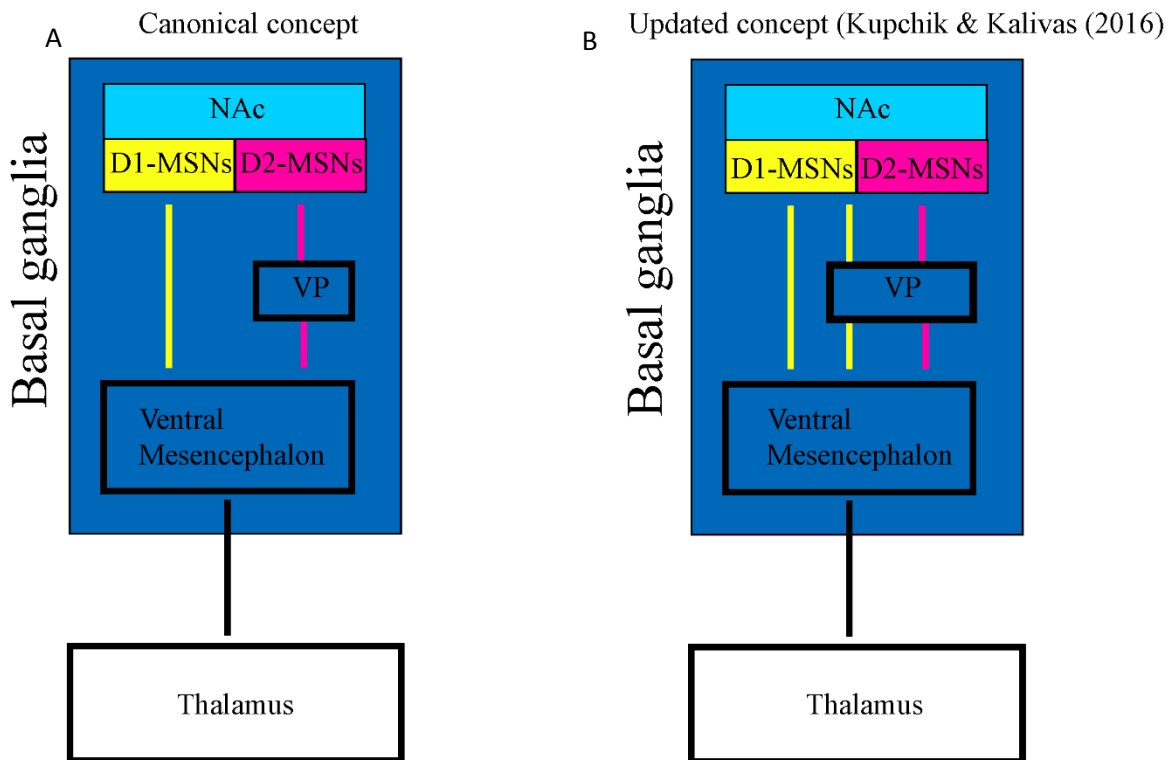 A
Canonical concept
Basal ganglia
NAc
D1-MSNs
D2-MSNs
VP
Ventral
Mesencephalon
Thalamus
B
Updated concept (Kupchik & Kalivas (2016)
Basal ganglia
NAc
D1-MSNs
D2-MSNs
VP
Ventral
Mesencephalon
Thalamus